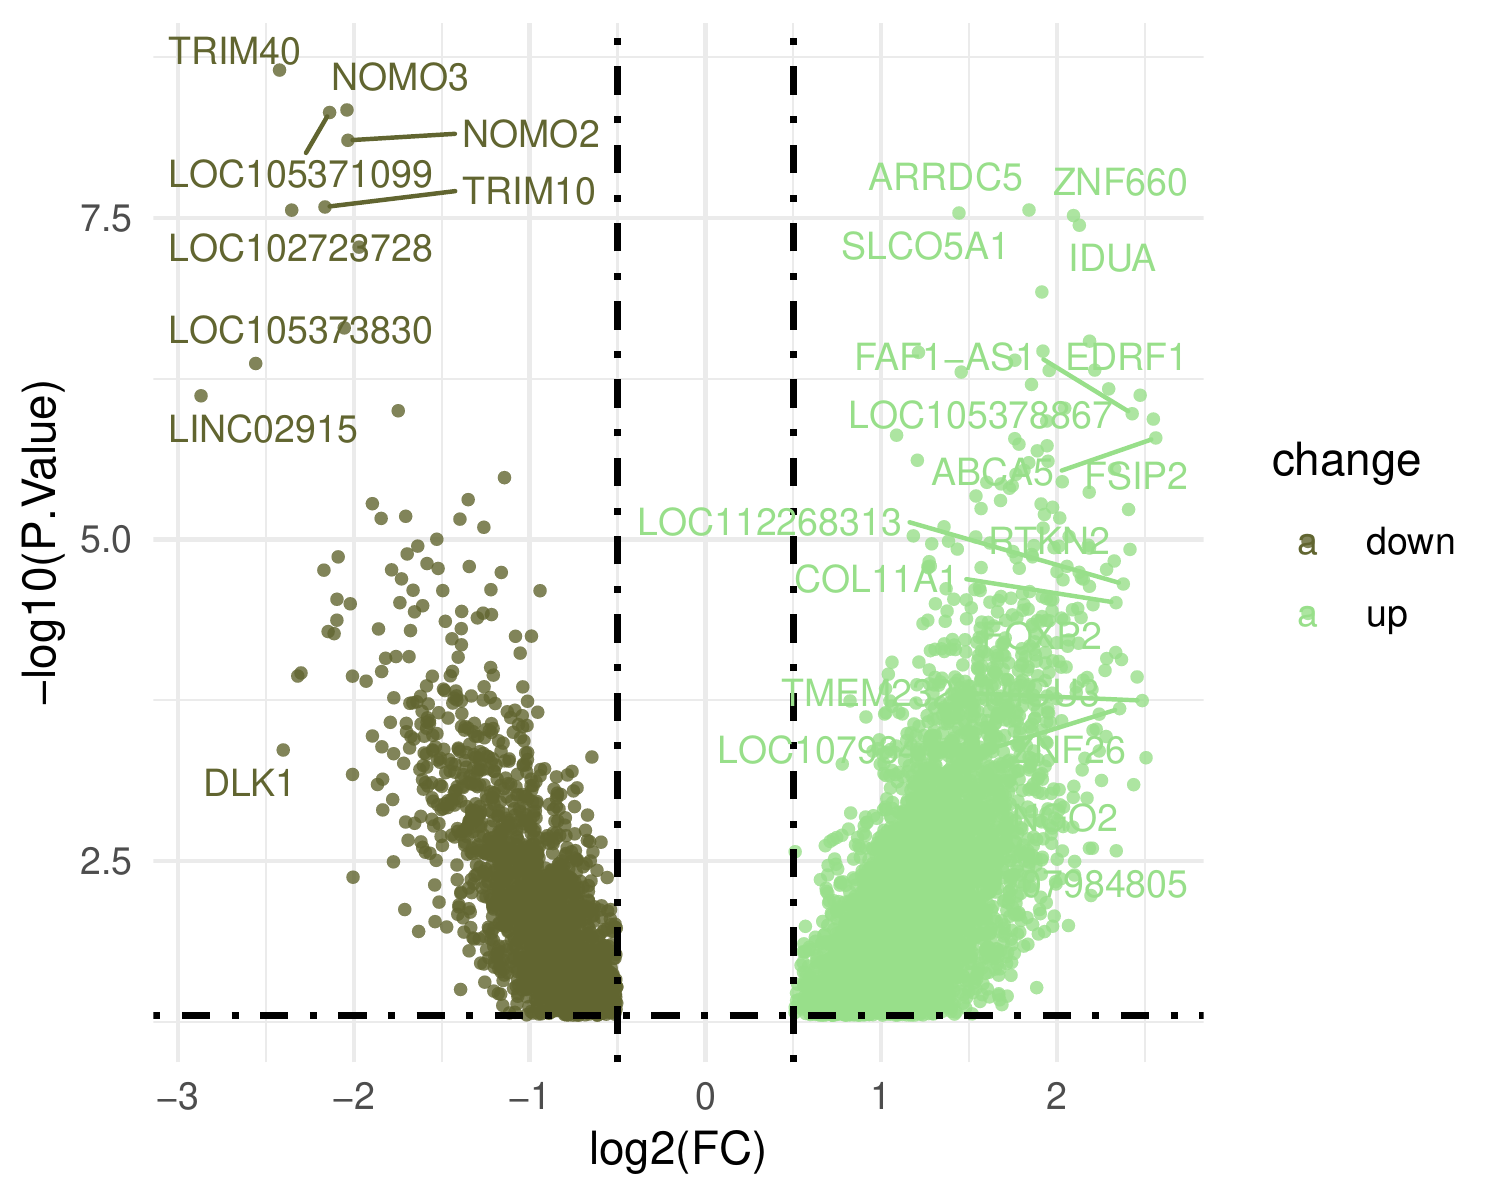 TRIM40
NOMO3
NOMO2
LOC105371099
TRIM10
LOC102723728
LOC105373830
LINC02915
DLK1
ARRDC5
ZNF660
SLCO5A1
IDUA
FAF1−AS1
EDRF1
LOC105378867
ABCA5
FSIP2
LOC112268313
RTKN2
COL11A1
−log10(P.Value)
7.5
5.0
2.5
−3
−2
−1
0
1
2
log2(FC)
change
a down
a up